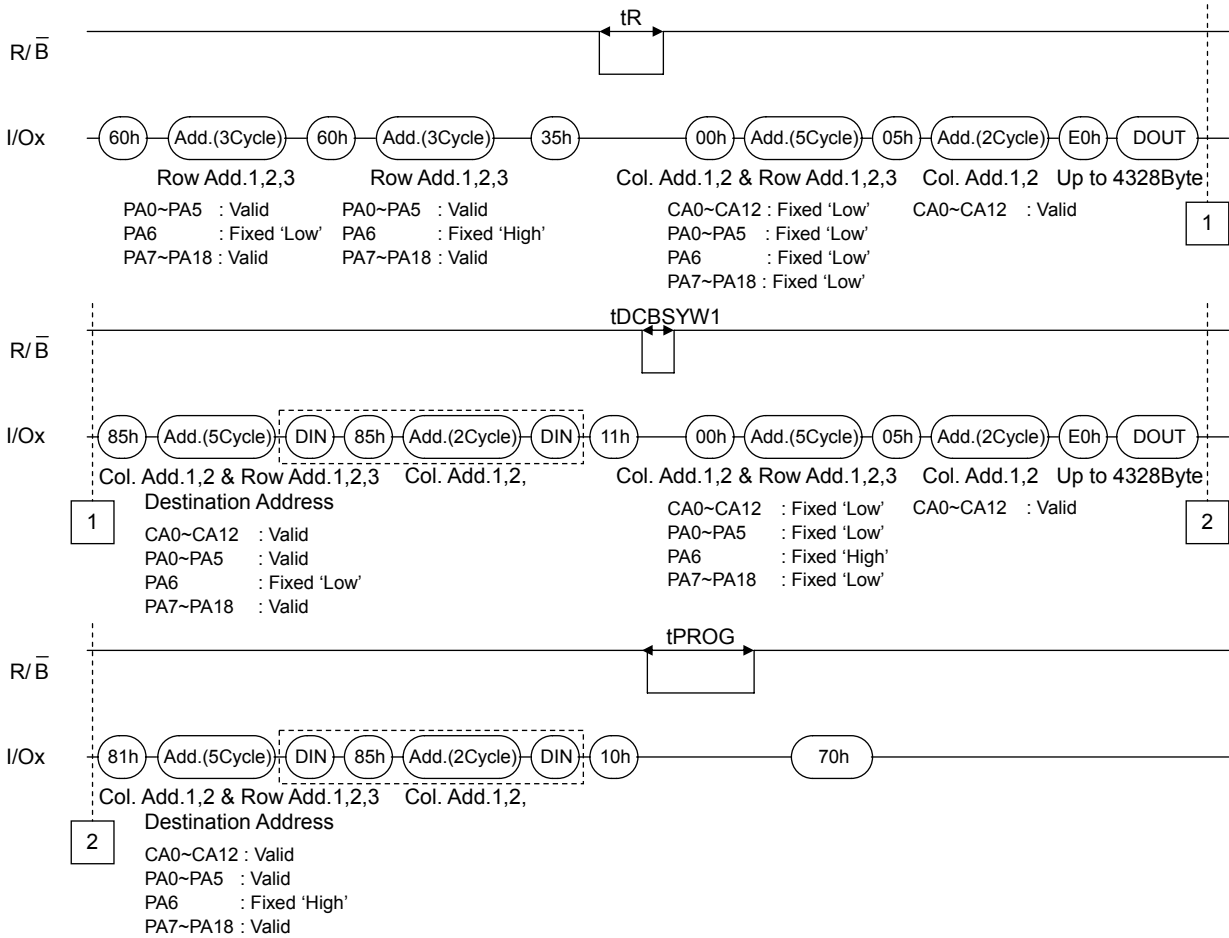 tR
1
R/B̅
I/Ox 60h Add.(3Cycle) 60h Add.(3Cycle) 35h 00h Add.(5Cycle) 05h Add.(2Cycle) E0h DOUT
Row Add.1,2,3 Row Add.1,2,3 Col. Add.1,2 & Row Add.1,2,3 Col. Add.1,2 Up to 4328Byte
PA0~PA5 : Valid PA0~PA5 : Valid CA0~CA12 : Fixed ‘Low’ CA0~CA12 : Valid
PA6 : Fixed ‘Low’ PA6 : Fixed ‘High’ PA0~PA5 : Fixed ‘Low’
PA7~PA18 : Valid PA7~PA18 : Valid PA6 : Fixed ‘Low’
PA7~PA18 : Fixed ‘Low’
1
tDCBSYW1
2
R/B̅
I/Ox 85h Add.(5Cycle) DIN 85h Add.(2Cycle) DIN 11h 00h Add.(5Cycle) 05h Add.(2Cycle) E0h DOUT
Col. Add.1,2 & Row Add.1,2,3 Col. Add.1,2, Col. Add.1,2 & Row Add.1,2,3 Col. Add.1,2 Up to 4328Byte
Destination Address
CA0~CA12 : Valid CA0~CA12 : Fixed ‘Low’ CA0~CA12 : Valid
PA0~PA5 : Valid PA0~PA5 : Fixed ‘Low’
PA6 : Fixed ‘Low’ PA6 : Fixed ‘High’
PA7~PA18 : Valid PA7~PA18 : Fixed ‘Low’
1
tPROG
2
R/B̅
I/Ox 81h Add.(5Cycle) DIN 85h Add.(2Cycle) DIN 10h 70h
Col. Add.1,2 & Row Add.1,2,3 Col. Add.1,2,
Destination Address
CA0~CA12 : Valid
PA0~PA5 : Valid
PA6 : Fixed ‘High’
PA7~PA18 : Valid